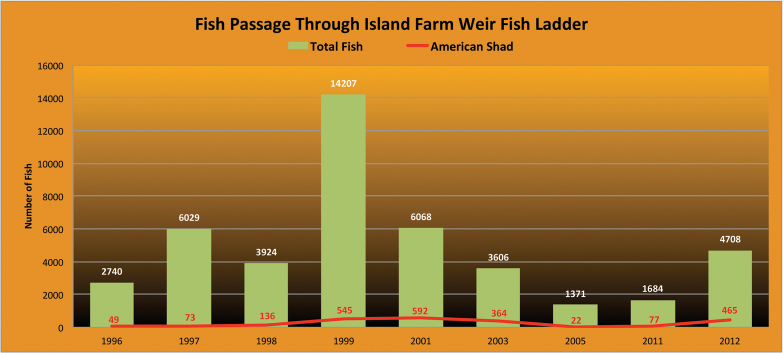 Fish Passage Through Island Farm Weir Fish Ladder
Total Fish American Shad
16000
14000
12000
10000
8000
6000
4000
2000
0
Number of Fish
2740 6029 3924 14207 6068 3606 1371 1684 4708
49 73 136 545 592 364 22 77 465
1996 1997 1998 1999 2001 2003 2005 2011 2012